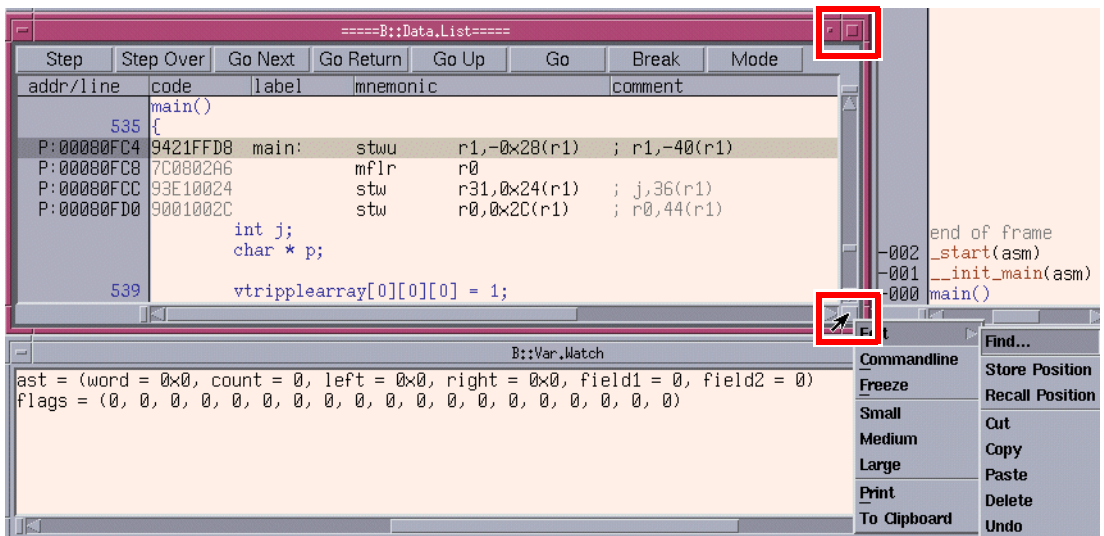 =====B::Data.List=====
Step Step Over Go Next Go Return Go Up Go Break Mode
addr/line code label mnemonic comment
main()
535 {
P:00080FC4 9421FFD8 main: stwu r1,-0x28(r1) ; r1,-40(r1)
P:00080FC8 7C0802A6 mflr r0
P:00080FCC 93E10024 stw r31,0x24(r1) ; j,36(r1)
P:00080FD0 9001002C stw r0,0x2C(r1) ; r0,44(r1)
int j;
char * p;
539 vtripplearray[0][0][0] = 1;
end of frame
-002 _start(asm)
-001 __init_main(asm)
-000 main()
B::Var.Watch
ast = (word = 0x0, count = 0, left = 0x0, right = 0x0, field1 = 0, field2 = 0)
flags = (0, 0, 0, 0, 0, 0, 0, 0, 0, 0, 0, 0, 0, 0, 0, 0, 0, 0)
Commandline
Freeze
Small
Medium
Large
Print
To Clipboard
Find...
Store Position
Recall Position
Cut
Copy
Paste
Delete
Undo